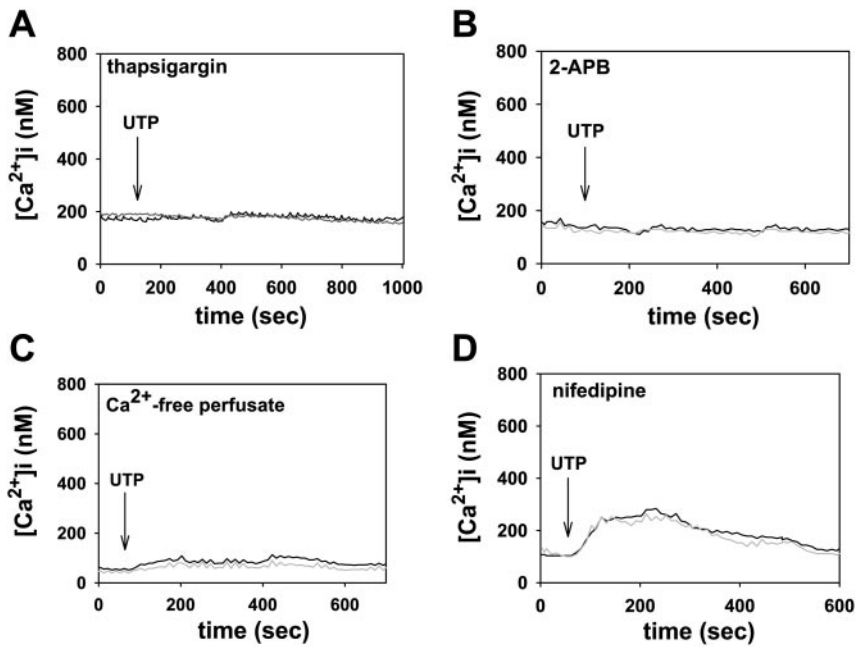 A
800
thapsigargin
600
UTP
400
200
0
[Ca2+]i (nM)
0 200 400 600 800 1000
time (sec)
B
800
2-APB
600
UTP
400
200
0
[Ca2+]i (nM)
0 200 400 600
time (sec)
C
800
Ca2+-free perfusate
600
400
UTP
200
0
[Ca2+]i (nM)
0 200 400 600
time (sec)
D
800
nifedipine
600
UTP
400
200
0
[Ca2+]i (nM)
0 200 400 600
time (sec)